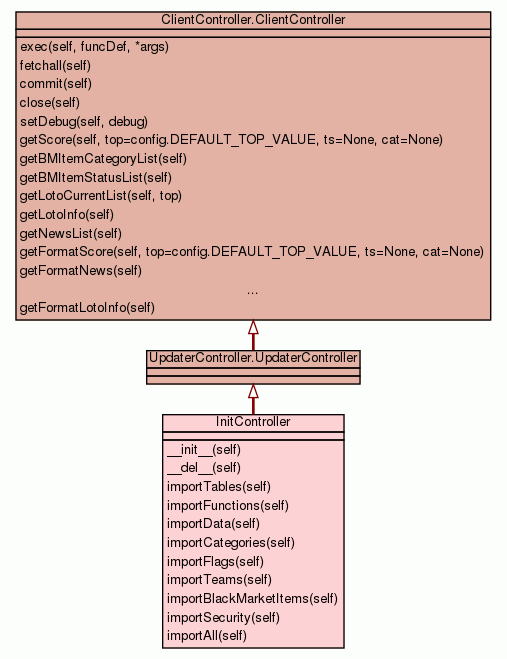 ClientController.ClientController
exec(self, funcDef, *args)
fetchall(self)
commit(self)
close(self)
setDebug(self, debug)
getScore(self, top=config.DEFAULT_TOP_VALUE, ts=None, cat=None)
getBMItemCategoryList(self)
getBMItemStatusList(self)
getLotoCurrentList(self, top)
getLotoInfo(self)
getNewsList(self)
getFormatScore(self, top=config.DEFAULT_TOP_VALUE, ts=None, cat=None)
getFormatNews(self)
...
getFormatLotoInfo(self)
UpdaterController.UpdaterController
InitController
__init__(self)
__del__(self)
importTables(self)
importFunctions(self)
importData(self)
importCategories(self)
importFlags(self)
importTeams(self)
importBlackMarketItems(self)
importSecurity(self)
importAll(self)